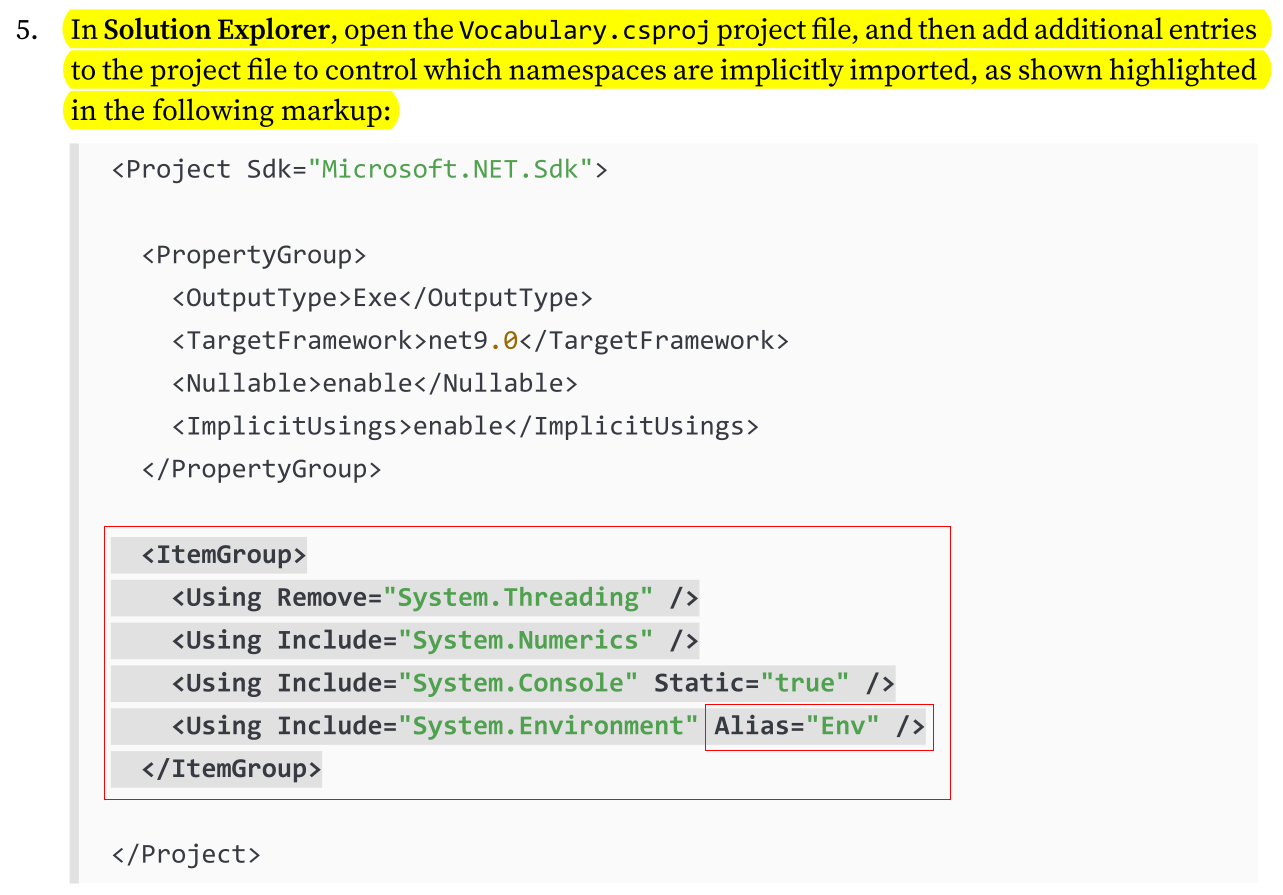 5. In Solution Explorer, open the Vocabulary.csproj project file, and then add additional entries
to the project file to control which namespaces are implicitly imported, as shown highlighted
in the following markup:
<Project Sdk="Microsoft.NET.Sdk">
<PropertyGroup>
<OutputType>Exe</OutputType>
<TargetFramework>net9.0</TargetFramework>
<Nullable>enable</Nullable>
<ImplicitUsings>enable</ImplicitUsings>
</PropertyGroup>
<ItemGroup>
<Using Remove="System.Threading" />
<Using Include="System.Numerics" />
<Using Include="System.Console" Static="true" />
<Using Include="System.Environment" Alias="Env" />
</ItemGroup>
</Project>